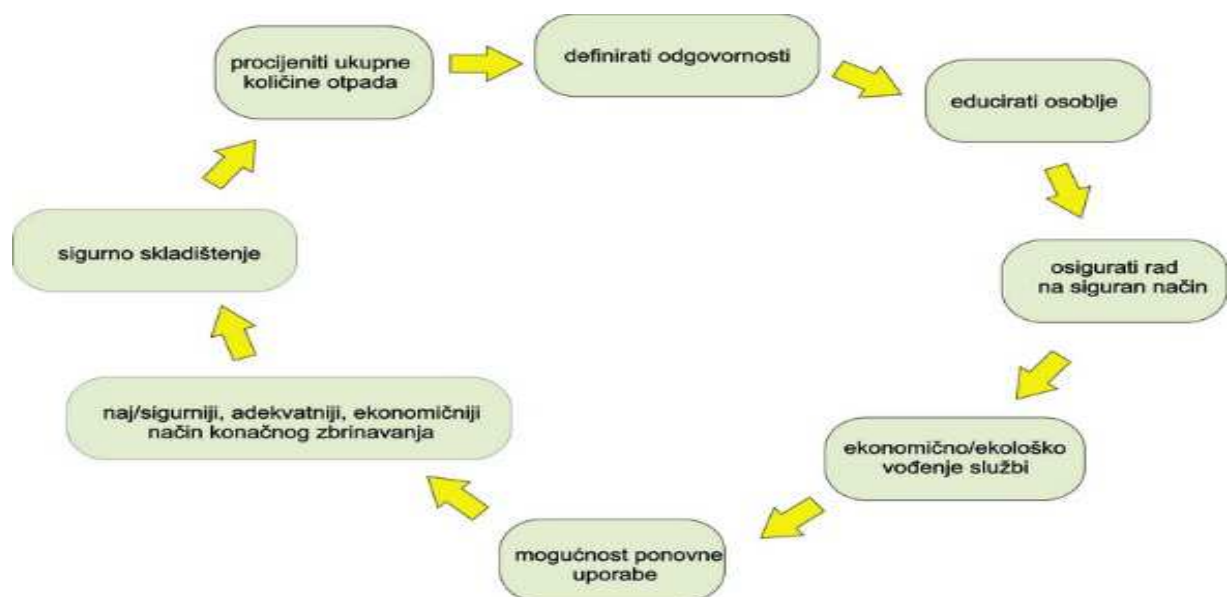 procijeniti ukupne
količine otpada
definirati odgovornosti
educirati osoblje
osigurati rad
na siguran način
ekonomično/ekološko
vođenje službi
mogućnost ponovne
uporabe
naj/sigurniji, adekvatniji, ekonomičniji
način konačnog zbrinavanja
sigurno skladištenje